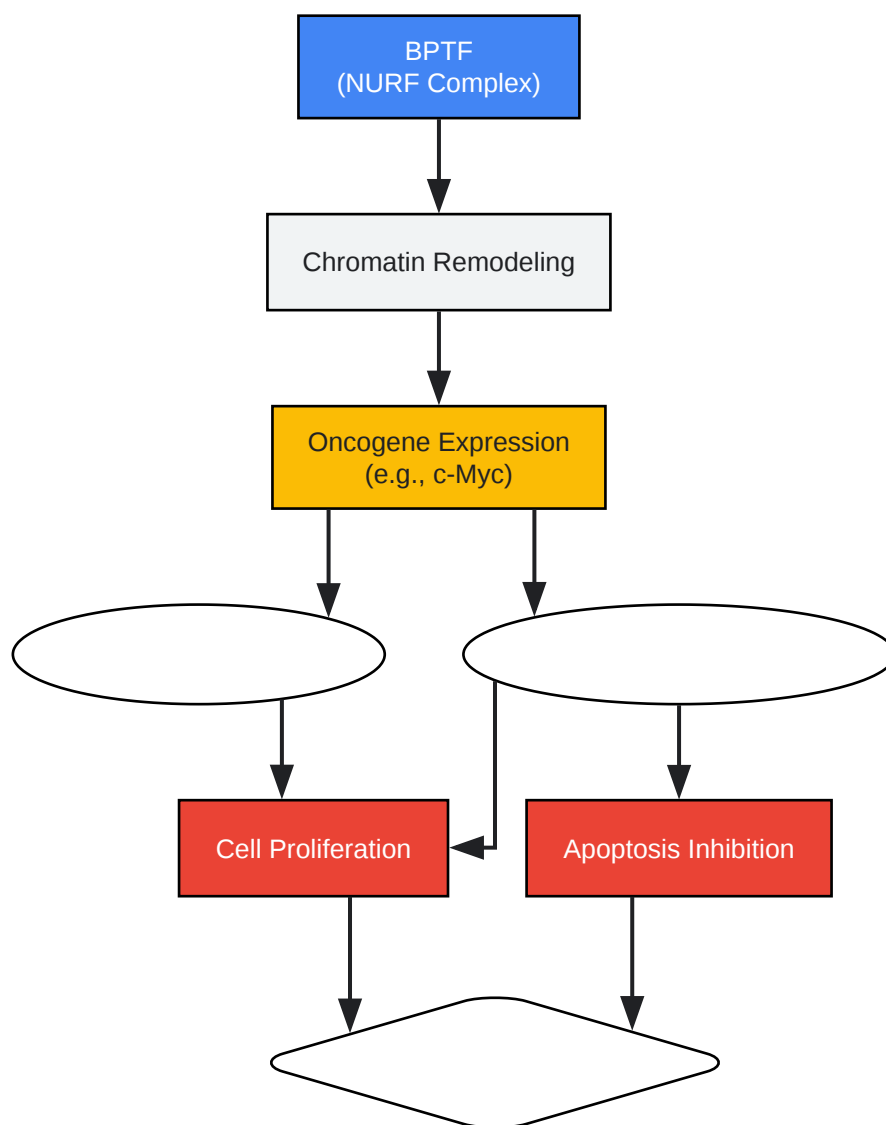 BPTF
(NURF Complex)
Chromatin Remodeling
Oncogene Expression
(e.g., c-Myc)
Cell Proliferation
Apoptosis Inhibition